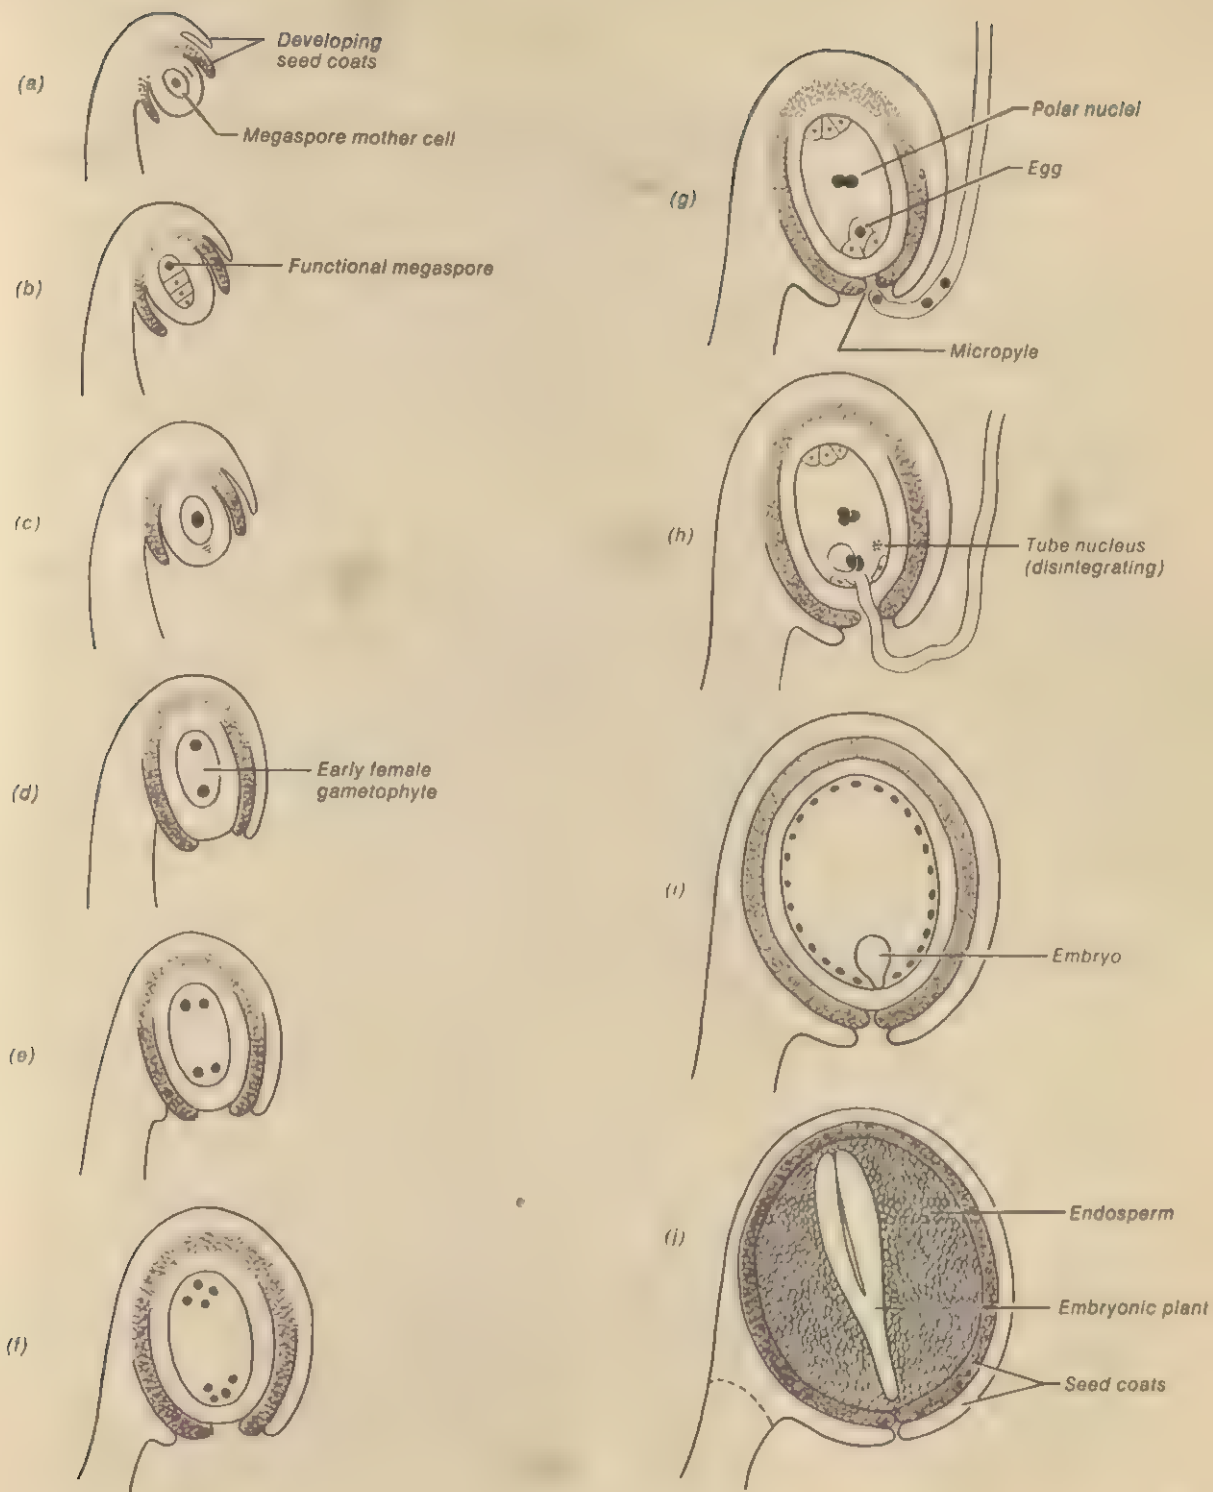 (a)
Developing
seed coats
Megaspore mother cell
(b)
Functional megaspore
(c)
(d)
Early female
gametophyte
(e)
(f)
(g)
Polar nuclei
Egg
Micropyle
(h)
Tube nucleus
(disintegrating)
(i)
Embryo
(j)
Endosperm
Embryonic plant
Seed coats